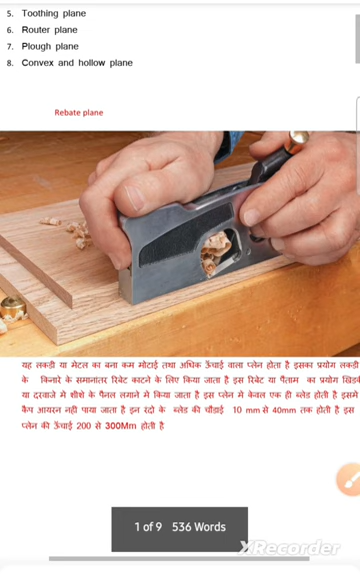 5. Toothing plane
6. Router plane
7. Plough plane
8. Convex and hollow plane
Rebate plane
यह लकड़ी या मेटल का बना कम मोटाई तथा अधिक ऊँचाई वाला प्लेन होता है इसका प्रयोग लकड़ी
के किनारे के समानांतर रिबेट काटने के लिए किया जाता है इस रिबेट या पैताम का प्रयोग
या दरवाजे मे शीशे के पैनल लगाने मे किया जाता है इस प्लेन मे केवल एक ही ब्लेड होती है इसमे
कैप आयरन नही पाया जाता है इन रंदो के ब्लेड की चौड़ाई 10 mm से 40mm तक होती है इस
प्लेन की ऊँचाई 200 से 300Mm होती है
1 of 9 536 Words
XRecorder